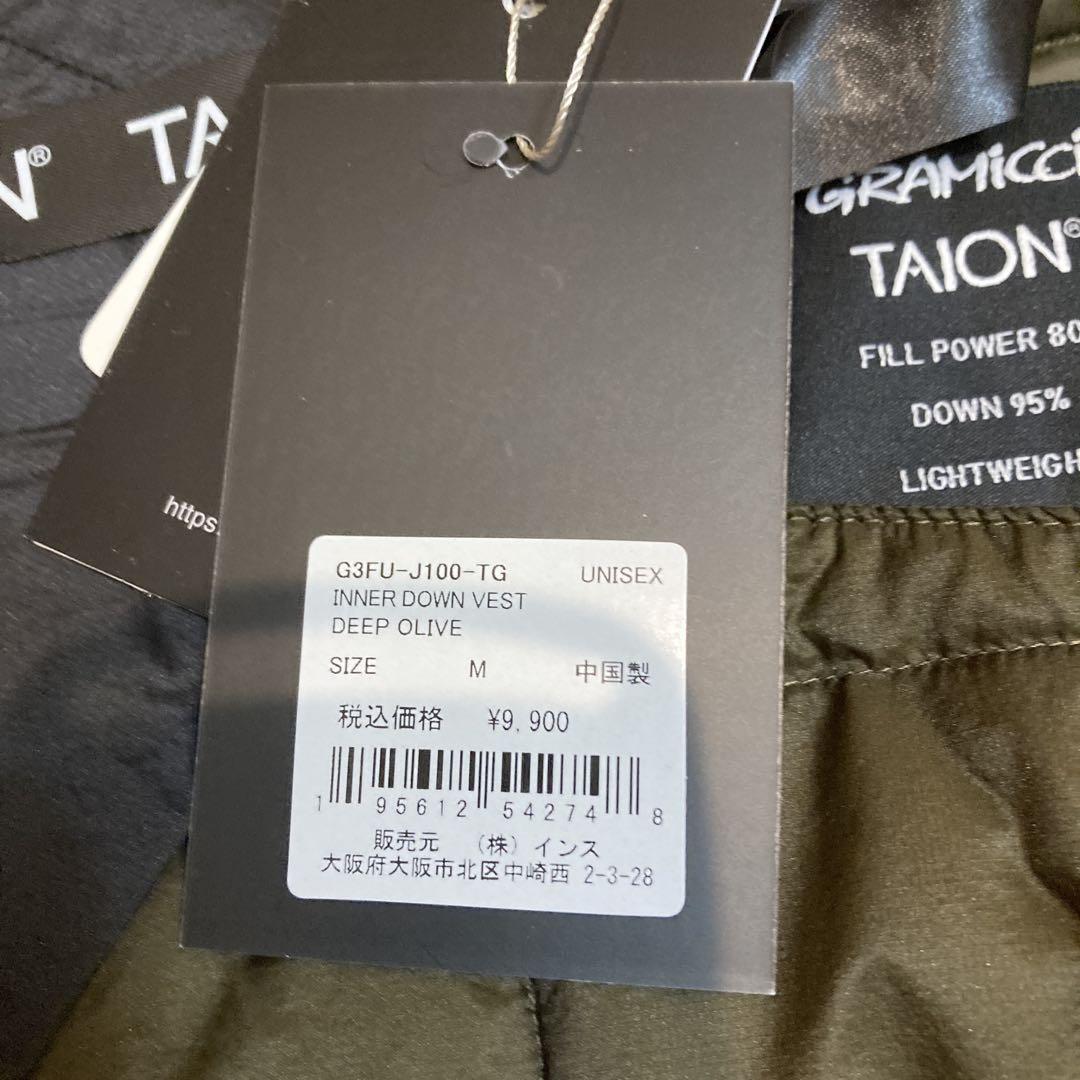 TAION®
GRAMICCI
TAION®
FILL POWER 80
DOWN 95%
LIGHTWEIGH
https:
G3FU-J100-TG UNISEX
INNER DOWN VEST
DEEP OLIVE
SIZE M 中国製
税込価格 ¥9,900
1 95612 54274 8
販売元 (株)インス
大阪府大阪市北区中崎西 2-3-28